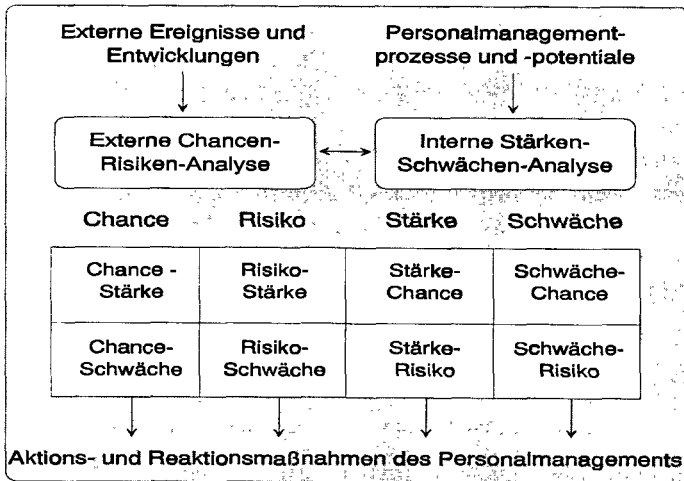 Externe Ereignisse und
Entwicklungen
Personalmanagement-
prozesse und -potentiale
Externe Chancen-
Risiken-Analyse
Interne Stärken-
Schwächen-Analyse
Chance Risiko Stärke Schwäche
Chance -
Stärke
Risiko-
Stärke
Stärke-
Chance
Schwäche-
Chance
Chance-
Schwäche
Risiko-
Schwäche
Stärke-
Risiko
Schwäche-
Risiko
Aktions- und Reaktionsmaßnahmen des Personalmanagements